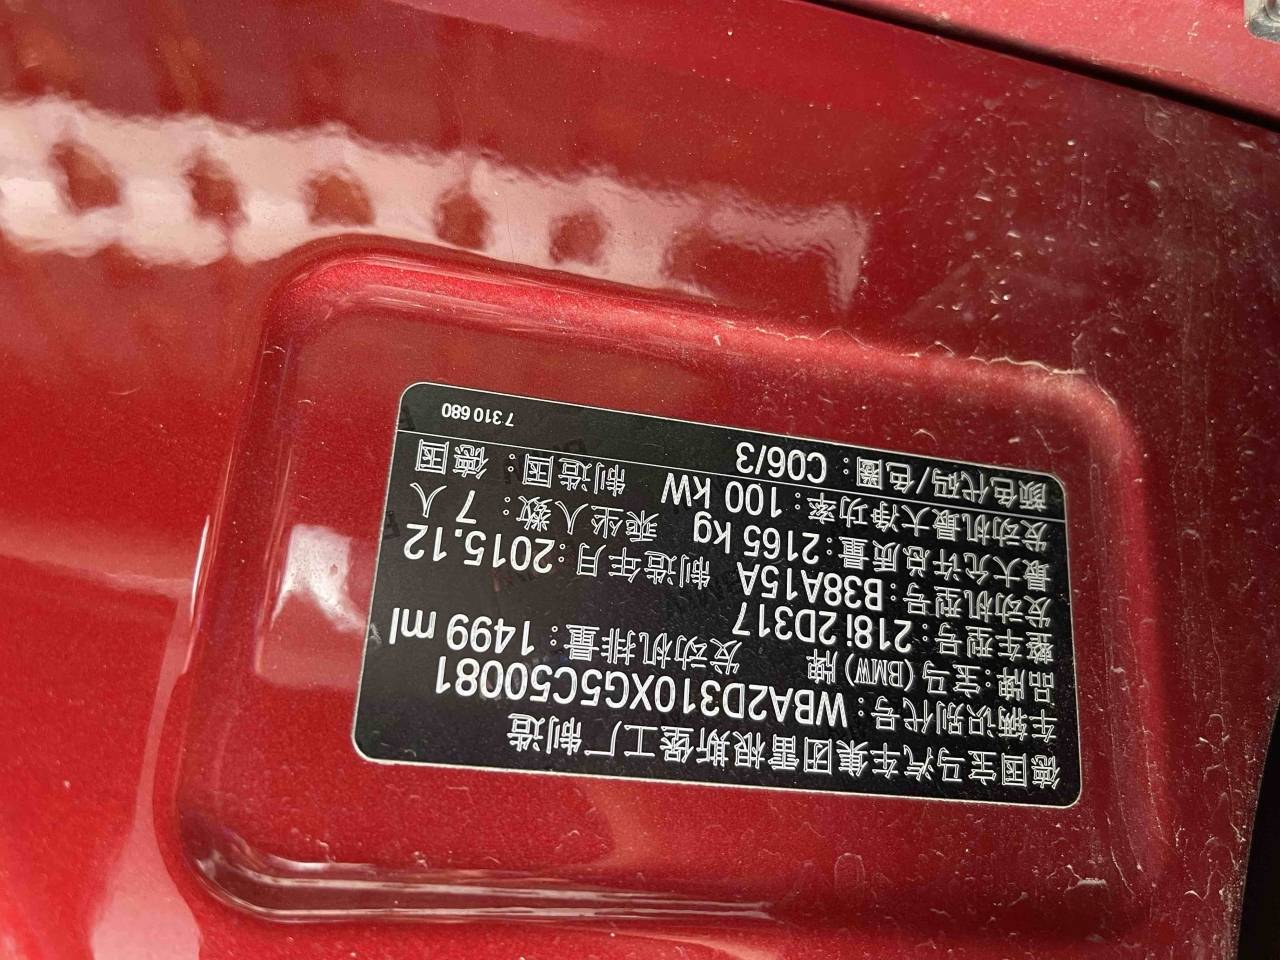 德国宝马汽车集团雷根斯堡工厂 制造
车辆识别代号：WBA2D310XG5C50081
品牌：宝马(BMW)牌 发动机排量：1499 ml
整车型号：218i 2D317
发动机型号：B38A15A 制造年月：2015.12
最大允许总质量：2165 kg 乘坐人数：7 人
发动机最大净功率：100 kW 制造国：德国
颜色代码/色圈：C06/3
7 310 680